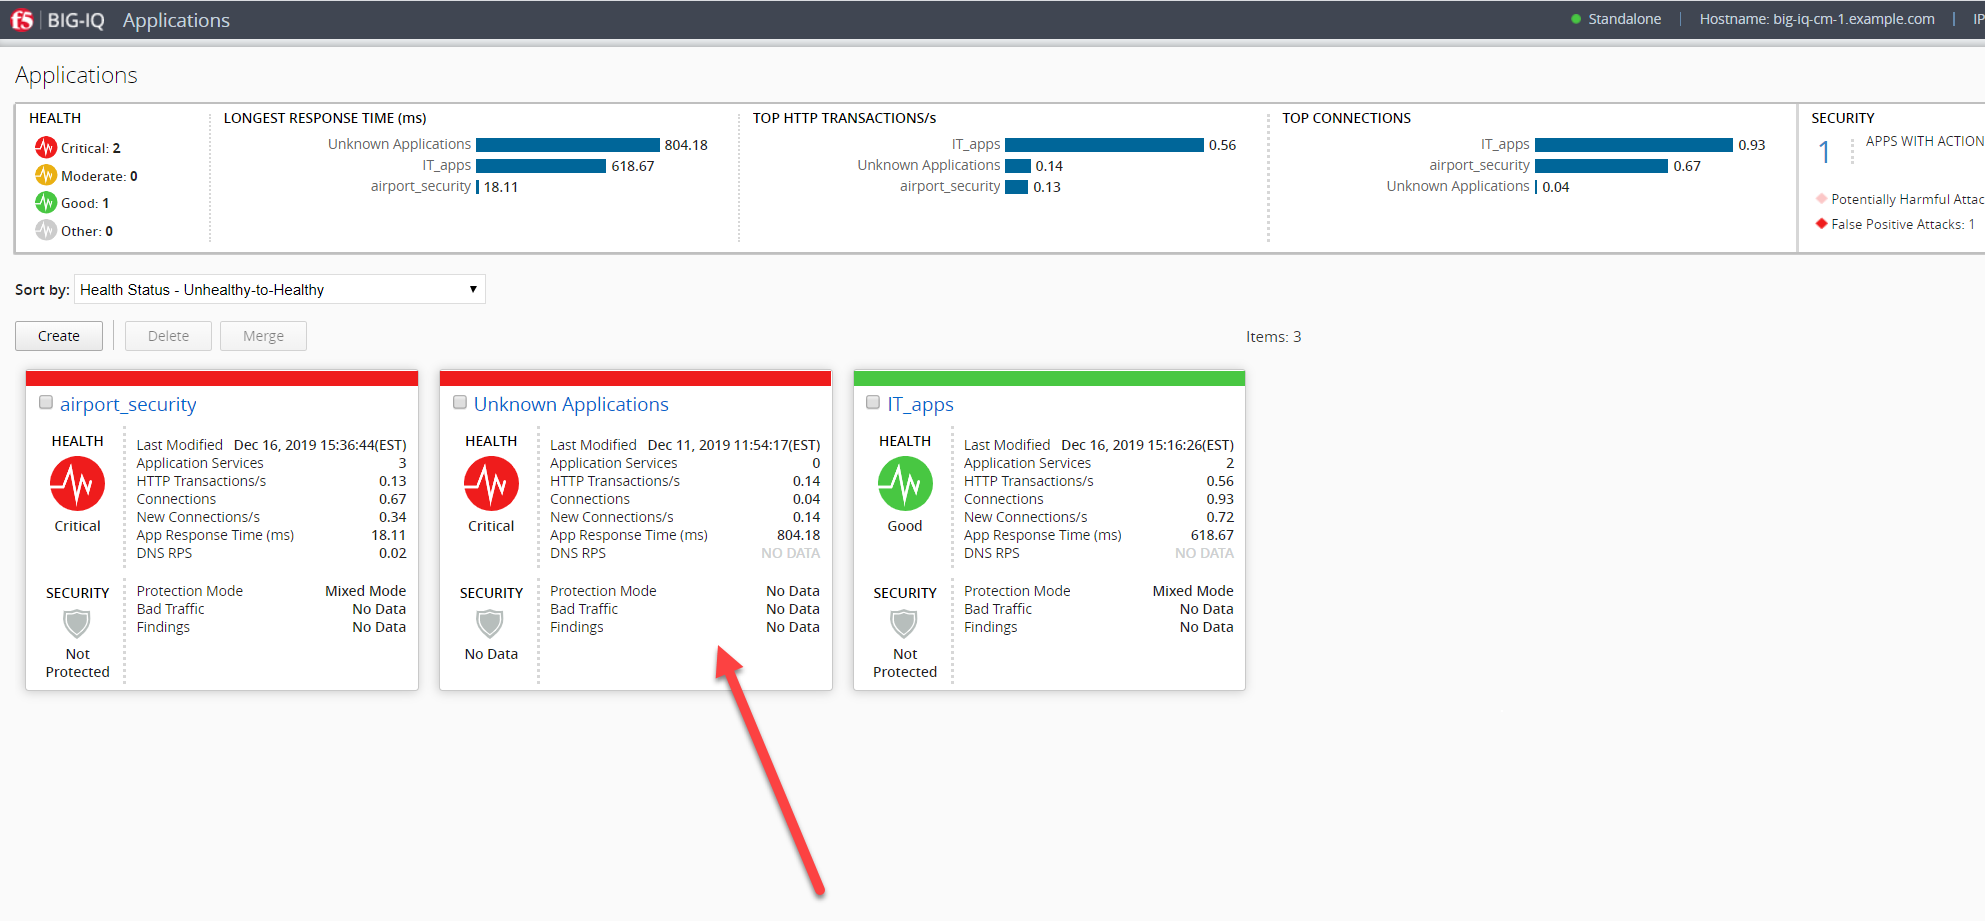 f5 BIG-IQ Applications Standalone Hostname: big-iq-cm-1.example.com IP
Applications
HEALTH
Critical: 2
Moderate: 0
Good: 1
Other: 0
LONGEST RESPONSE TIME (ms)
Unknown Applications 804.18
IT_apps 618.67
airport_security 18.11
TOP HTTP TRANSACTIONS/s
IT_apps 0.56
Unknown Applications 0.14
airport_security 0.13
TOP CONNECTIONS
IT_apps 0.93
airport_security 0.67
Unknown Applications 0.04
SECURITY
1 APPS WITH ACTION
Potentially Harmful Attac
False Positive Attacks: 1
Sort by: Health Status - Unhealthy-to-Healthy
Create Delete Merge Items: 3
airport_security
HEALTH
Critical
Last Modified Dec 16, 2019 15:36:44(EST)
Application Services 3
HTTP Transactions/s 0.13
Connections 0.67
New Connections/s 0.34
App Response Time (ms) 18.11
DNS RPS 0.02
SECURITY
Not
Protected
Protection Mode Mixed Mode
Bad Traffic No Data
Findings No Data
Unknown Applications
HEALTH
Critical
Last Modified Dec 11, 2019 11:54:17(EST)
Application Services 0
HTTP Transactions/s 0.14
Connections 0.04
New Connections/s 0.14
App Response Time (ms) 804.18
DNS RPS NO DATA
SECURITY
No Data
Protection Mode No Data
Bad Traffic No Data
Findings No Data
IT_apps
HEALTH
Good
Last Modified Dec 16, 2019 15:16:26(EST)
Application Services 2
HTTP Transactions/s 0.56
Connections 0.93
New Connections/s 0.72
App Response Time (ms) 618.67
DNS RPS NO DATA
SECURITY
Not
Protected
Protection Mode Mixed Mode
Bad Traffic No Data
Findings No Data